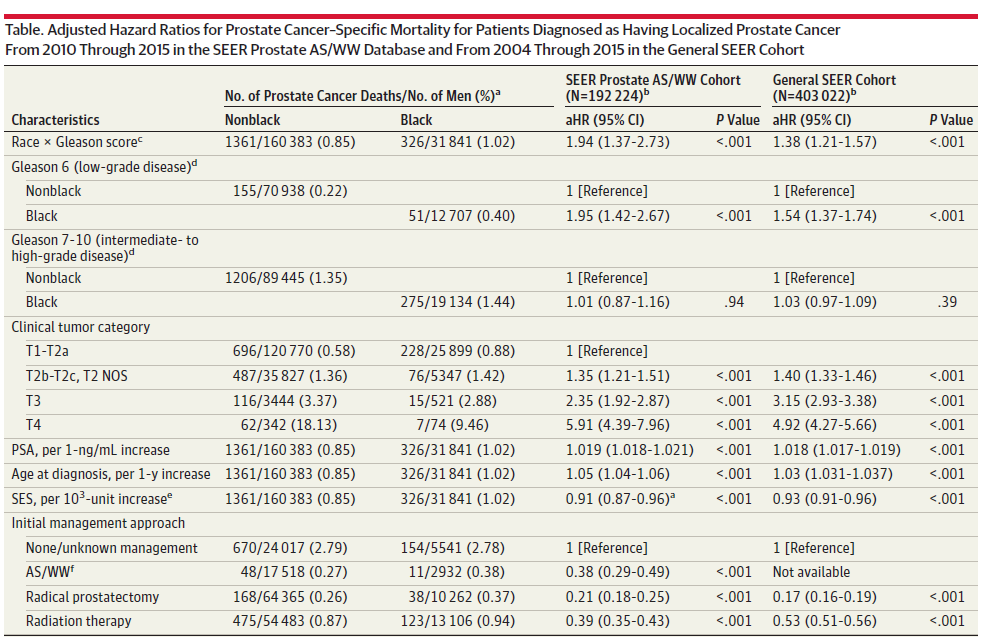 Table. Adjusted Hazard Ratios for Prostate Cancer–Specific Mortality for Patients Diagnosed as Having Localized Prostate Cancer
From 2010 Through 2015 in the SEER Prostate AS/WW Database and From 2004 Through 2015 in the General SEER Cohort
Characteristics No. of Prostate Cancer Deaths/No. of Men (%)a SEER Prostate AS/WW Cohort (N=192 224)b General SEER Cohort (N=403 022)b
Nonblack Black aHR (95% CI) P Value aHR (95% CI) P Value
Race × Gleason scorec 1361/160 383 (0.85) 326/31 841 (1.02) 1.94 (1.37-2.73) <.001 1.38 (1.21-1.57) <.001
Gleason 6 (low-grade disease)d
Nonblack 155/70 938 (0.22) 1 [Reference] 1 [Reference]
Black 51/12 707 (0.40) 1.95 (1.42-2.67) <.001 1.54 (1.37-1.74) <.001
Gleason 7-10 (intermediate- to
high-grade disease)d
Nonblack 1206/89 445 (1.35) 1 [Reference] 1 [Reference]
Black 275/19 134 (1.44) 1.01 (0.87-1.16) .94 1.03 (0.97-1.09) .39
Clinical tumor category
T1-T2a 696/120 770 (0.58) 228/25 899 (0.88) 1 [Reference]
T2b-T2c, T2 NOS 487/35 827 (1.36) 76/5347 (1.42) 1.35 (1.21-1.51) <.001 1.40 (1.33-1.46) <.001
T3 116/3444 (3.37) 15/521 (2.88) 2.35 (1.92-2.87) <.001 3.15 (2.93-3.38) <.001
T4 62/342 (18.13) 7/74 (9.46) 5.91 (4.39-7.96) <.001 4.92 (4.27-5.66) <.001
PSA, per 1-ng/mL increase 1361/160 383 (0.85) 326/31 841 (1.02) 1.019 (1.018-1.021) <.001 1.018 (1.017-1.019) <.001
Age at diagnosis, per 1-y increase 1361/160 383 (0.85) 326/31 841 (1.02) 1.05 (1.04-1.06) <.001 1.03 (1.031-1.037) <.001
SES, per 103-unit increasee 1361/160 383 (0.85) 326/31 841 (1.02) 0.91 (0.87-0.96)a <.001 0.93 (0.91-0.96) <.001
Initial management approach
None/unknown management 670/24 017 (2.79) 154/5541 (2.78) 1 [Reference] 1 [Reference]
AS/WWf 48/17 518 (0.27) 11/2932 (0.38) 0.38 (0.29-0.49) <.001 Not available
Radical prostatectomy 168/64 365 (0.26) 38/10 262 (0.37) 0.21 (0.18-0.25) <.001 0.17 (0.16-0.19) <.001
Radiation therapy 475/54 483 (0.87) 123/13 106 (0.94) 0.39 (0.35-0.43) <.001 0.53 (0.51-0.56) <.001